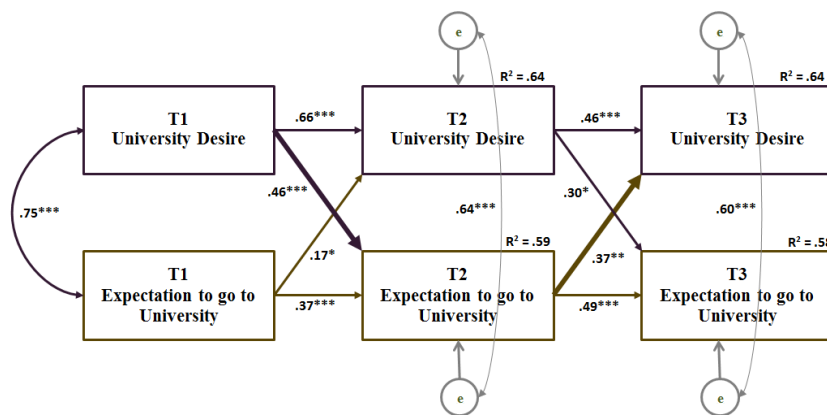 e
e
R² = .64
R² = .64
T1
University Desire
.66***
T2
University Desire
.46***
T3
University Desire
.46***
.30*
.75***
.64***
.60***
R² = .59
R² = .58
.17*
.37**
T1
Expectation to go to
University
T2
Expectation to go to
University
T3
Expectation to go to
University
.37***
.49***
e
e